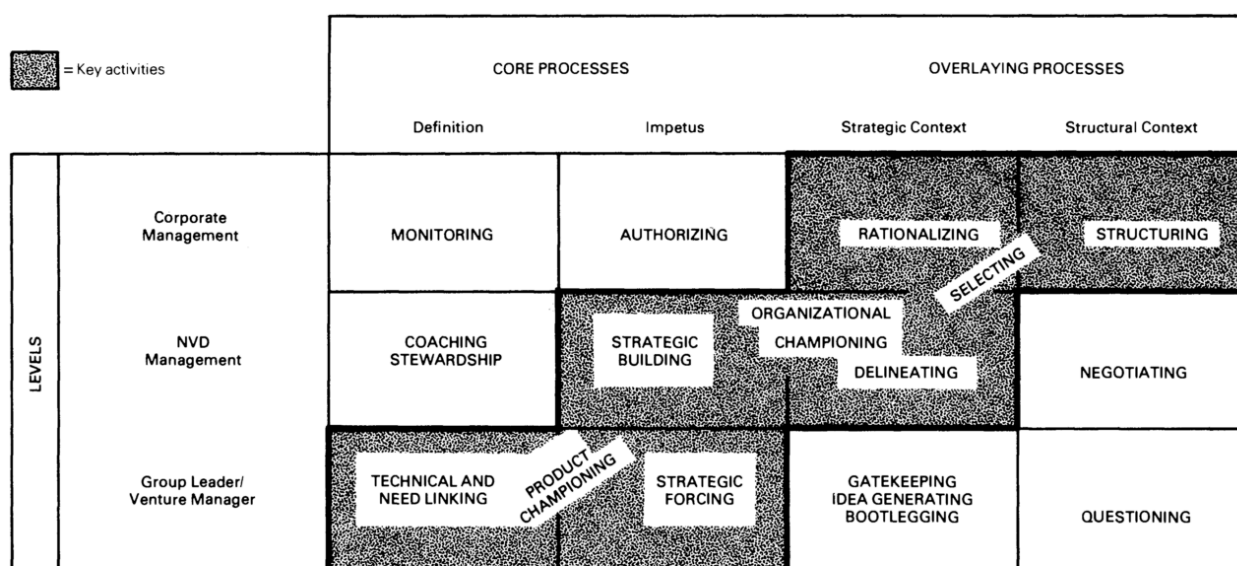 = Key activities
CORE PROCESSES
OVERLAYING PROCESSES
Definition
Impetus
Strategic Context
Structural Context
LEVELS
Corporate
Management
MONITORING
AUTHORIZING
RATIONALIZING
STRUCTURING
SELECTING
NVD
Management
COACHING
STEWARDSHIP
STRATEGIC
BUILDING
ORGANIZATIONAL
CHAMPIONING
DELINEATING
NEGOTIATING
Group Leader/
Venture Manager
TECHNICAL AND
NEED LINKING
PRODUCT
CHAMPIONING
STRATEGIC
FORCING
GATEKEEPING
IDEA GENERATING
BOOTLEGGING
QUESTIONING